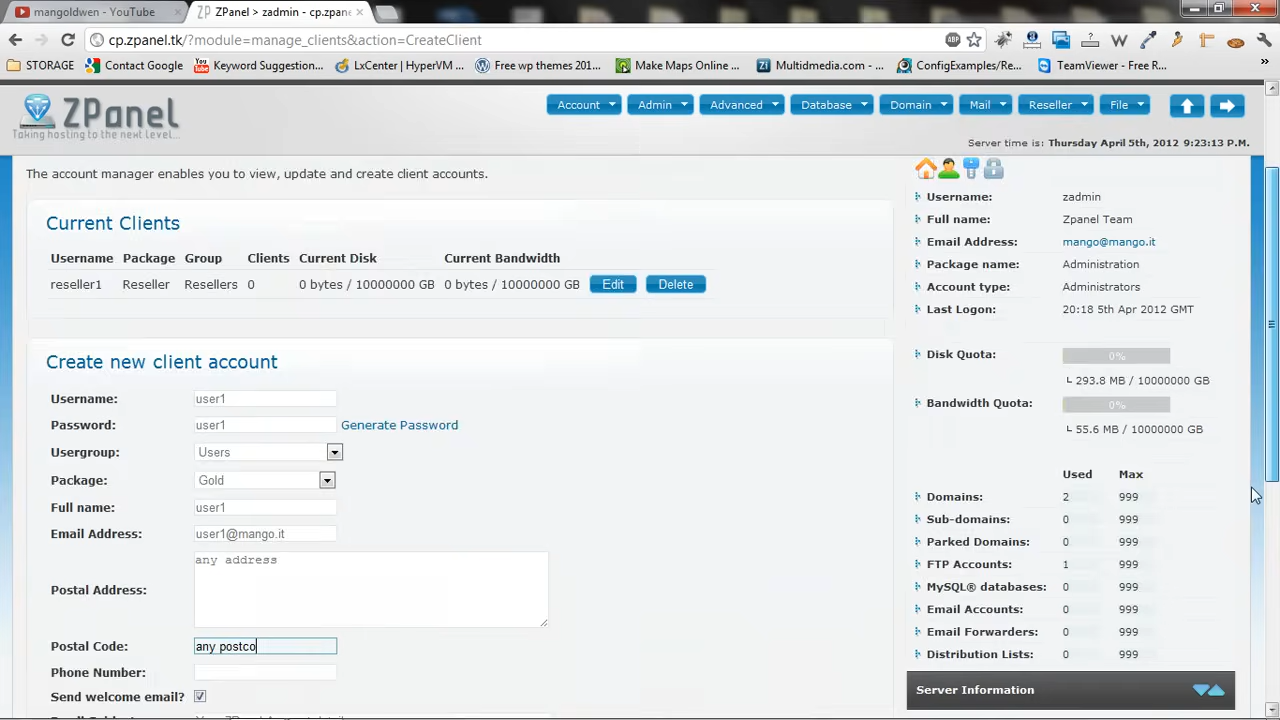 mangoldwen - YouTube
ZPanel > zadmin - cp.zpane
cp.zpanel.tk/?module=manage_clients&action=CreateClient
ABP
STORAGE
Contact Google
Keyword Suggestion...
LxCenter | HyperVM ...
Free wp themes 201...
Make Maps Online ...
Multidmedia.com - ...
ConfigExamples/Re...
TeamViewer - Free R...
ZPanel
Taking hosting to the next level...
Account
Admin
Advanced
Database
Domain
Mail
Reseller
File
Server time is: Thursday April 5th, 2012 9:23:13 P.M.
The account manager enables you to
and create client accounts.
Current Clients
Username Package Group Clients Current Disk Current Bandwidth
reseller1 Reseller Resellers 0 0 bytes / 10000000 GB 0 bytes / 10000000 GB Edit Delete
Create new client account
Username: user1
Password: user1 Generate Password
Usergroup: Users
Package: Gold
Full name: user1
Email Address: user1@mango.it
Postal Address: any address
Postal Code: any postco
Phone Number:
Send welcome email?
Username: zadmin
Full name: Zpanel Team
Email Address: mango@mango.it
Package name: Administration
Account type: Administrators
Last Logon: 20:18 5th Apr 2012 GMT
Disk Quota: 0%
293.8 MB / 10000000 GB
Bandwidth Quota: 0%
55.6 MB / 10000000 GB
Used Max
Domains: 2 999
Sub-domains: 0 999
Parked Domains: 0 999
FTP Accounts: 1 999
MySQL® databases: 0 999
Email Accounts: 0 999
Email Forwarders: 0 999
Distribution Lists: 0 999
Server Information